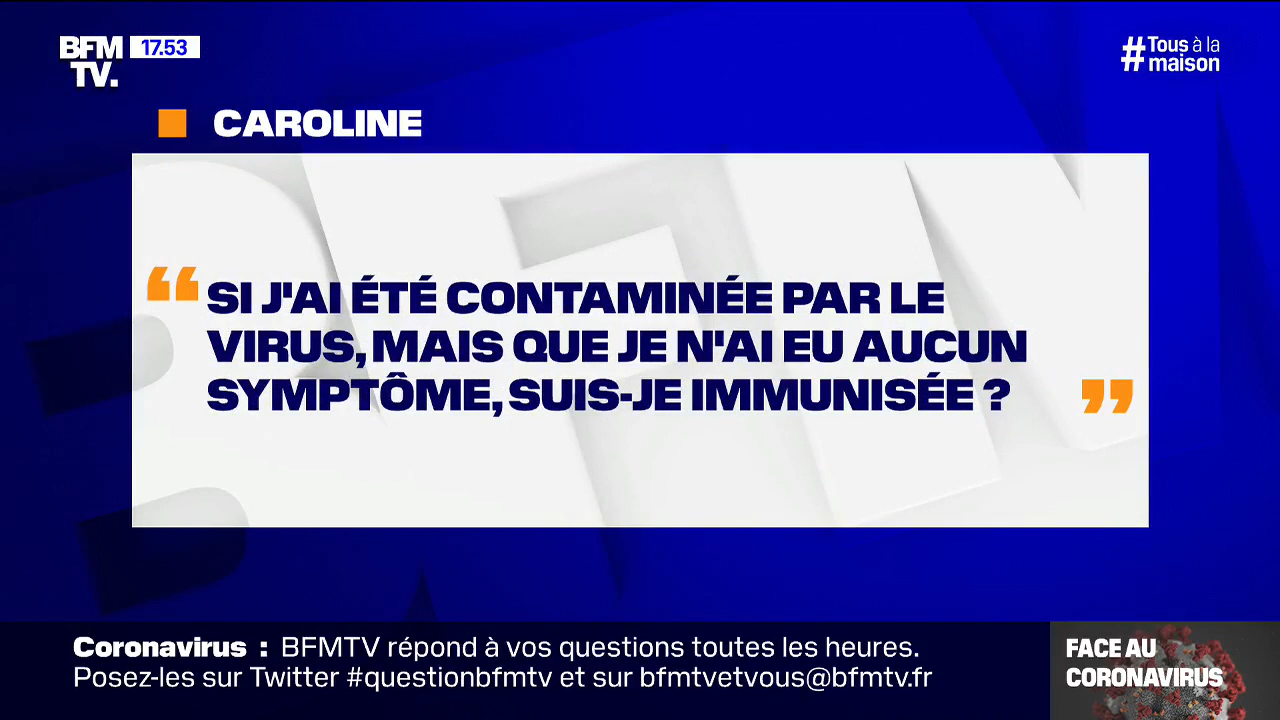 BFM 17.53
TV.
#Tous à la
maison
CAROLINE
“SI J'AI ÉTÉ CONTAMINÉE PAR LE
VIRUS, MAIS QUE JE N'AI EU AUCUN
SYMPTÔME, SUIS-JE IMMUNISÉE ?”
Coronavirus : BFMTV répond à vos questions toutes les heures.
Posez-les sur Twitter #questionbfmtv et sur bfmtvetvous@bfmtv.fr
FACE AU
CORONAVIRUS